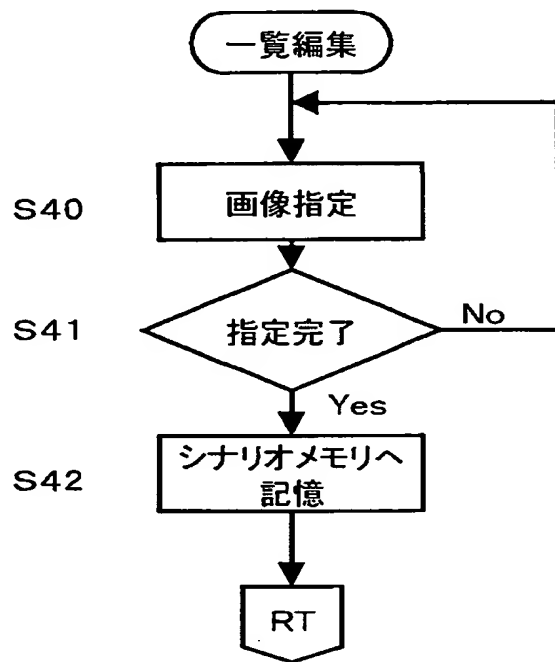 一覧編集
S40
画像指定
S41
指定完了
No
Yes
S42
シナリオメモリへ
記憶
RT